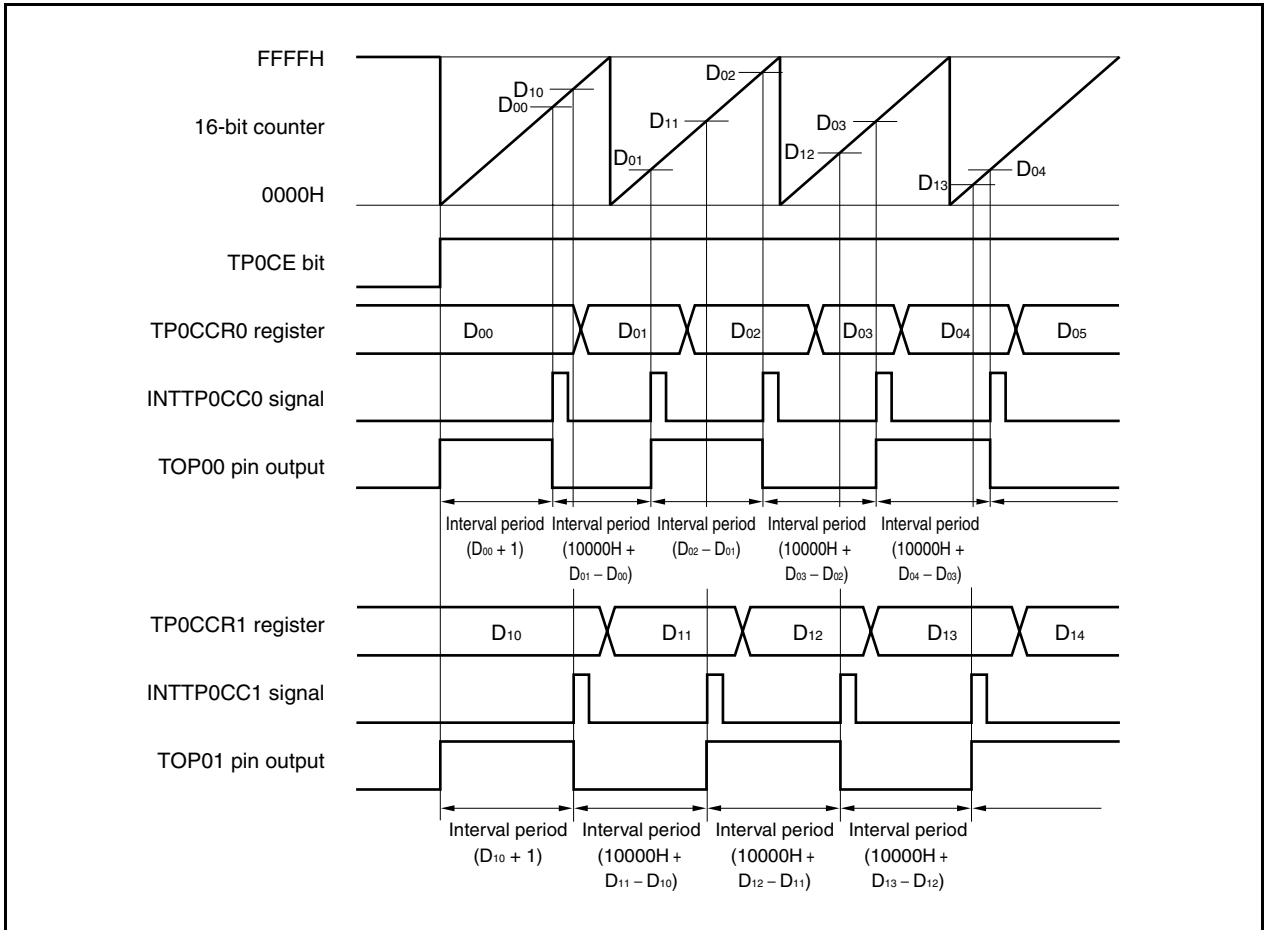 FFFFH
D10
D00
D02
16-bit counter
D11
D03
D01
D12
0000H
D13
D04
TP0CE bit
TP0CCR0 register
D00
D01
D02
D03
D04
D05
INTTP0CC0 signal
TOP00 pin output
Interval period
(D00 + 1)
Interval period
(10000H +
D01 – D00)
Interval period
(D02 – D01)
Interval period
(10000H +
D03 – D02)
Interval period
(10000H +
D04 – D03)
TP0CCR1 register
D10
D11
D12
D13
D14
INTTP0CC1 signal
TOP01 pin output
Interval period
(D10 + 1)
Interval period
(10000H +
D11 – D10)
Interval period
(10000H +
D12 – D11)
Interval period
(10000H +
D13 – D12)